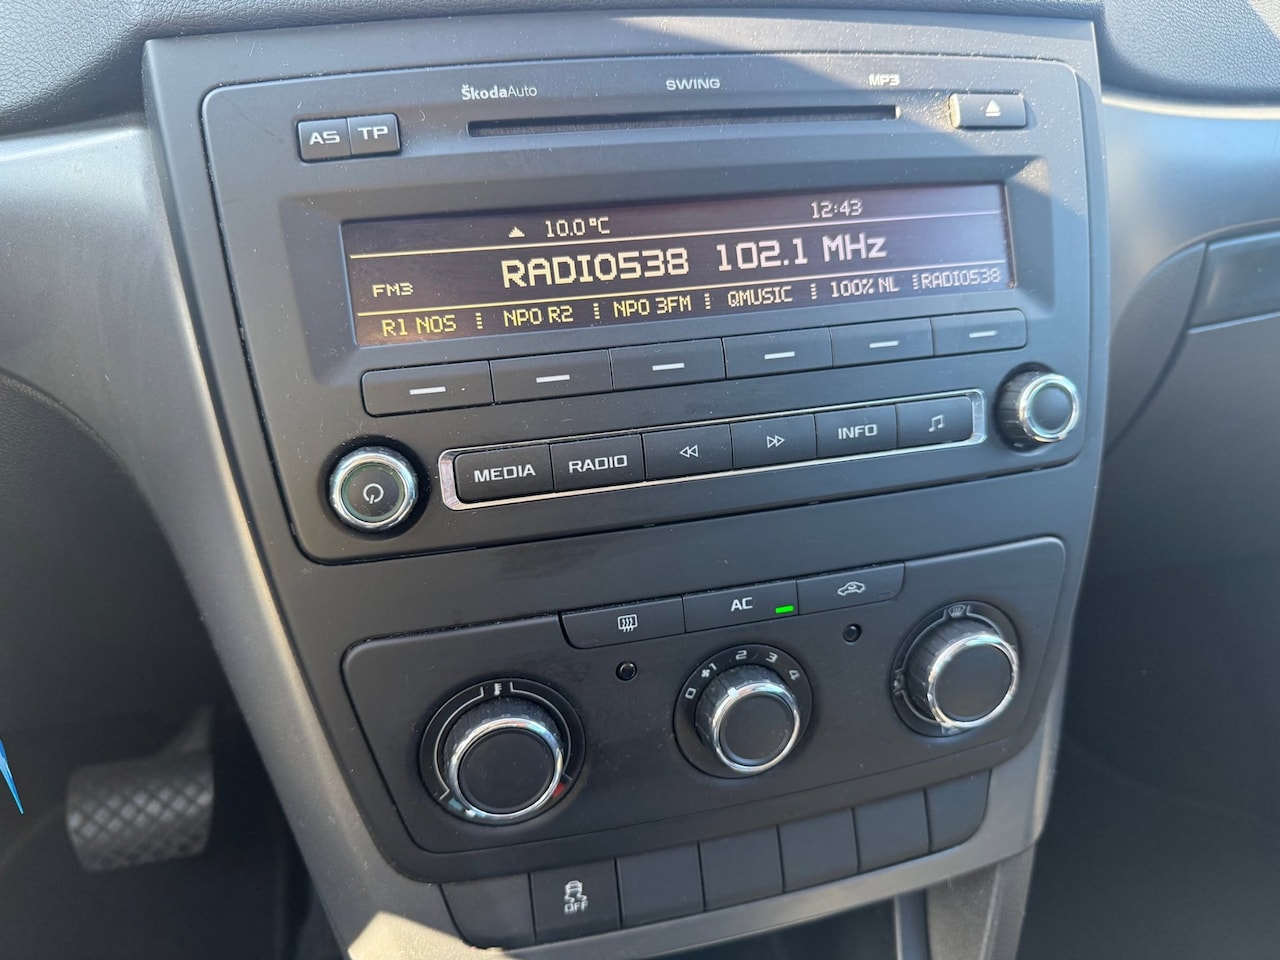 ŠkodaAuto SWING MP3
AS TP
10.0°C 12:43
FM3 RADIO538 102.1 MHz
R1 NOS NPO R2 NPO 3FM QMUSIC 100% NL RADIO538
MEDIA RADIO INFO
AC
0 1 2 3 4
OFF